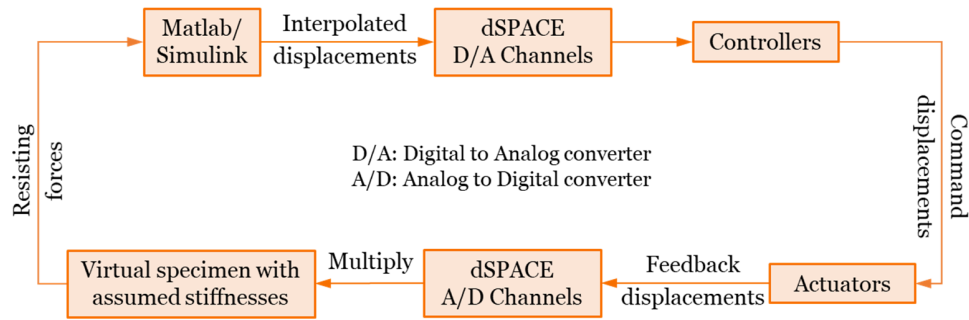 Matlab/
Simulink
Interpolated
displacements
dSPACE
D/A Channels
Controllers
Command
displacements
Resisting
forces
D/A: Digital to Analog converter
A/D: Analog to Digital converter
Virtual specimen with
assumed stiffnesses
Multiply
dSPACE
A/D Channels
Feedback
displacements
Actuators